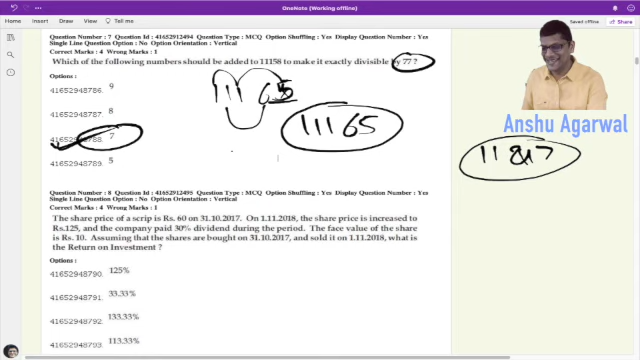 OneNote (Working offline)
Saved offline
Home Insert Draw View Tell me
Share
Question Number : 7 Question Id : 41652912494 Question Type : MCQ Option Shuffling : Yes Display Question Number : Yes
Single Line Question Option : No Option Orientation : Vertical
Correct Marks : 4 Wrong Marks : 1
Which of the following numbers should be added to 11158 to make it exactly divisible by 77 ?
Options :
41652948786. 9
41652948787. 8
41652948788. 7
41652948789. 5
11165
Anshu Agarwal
Question Number : 8 Question Id : 41652912495 Question Type : MCQ Option Shuffling : Yes Display Question Number : Yes
Single Line Question Option : No Option Orientation : Vertical
Correct Marks : 4 Wrong Marks : 1
The share price of a scrip is Rs. 60 on 31.10.2017. On 1.11.2018, the share price is increased to
Rs.125, and the company paid 30% dividend during the period. The face value of the share
is Rs.10. Assuming that the shares are bought on 31.10.2017, and sold it on 1.11.2018, what is
the Return on Investment ?
Options :
41652948790. 125%
41652948791. 33.33%
41652948792. 133.33%
41652948793. 113.33%